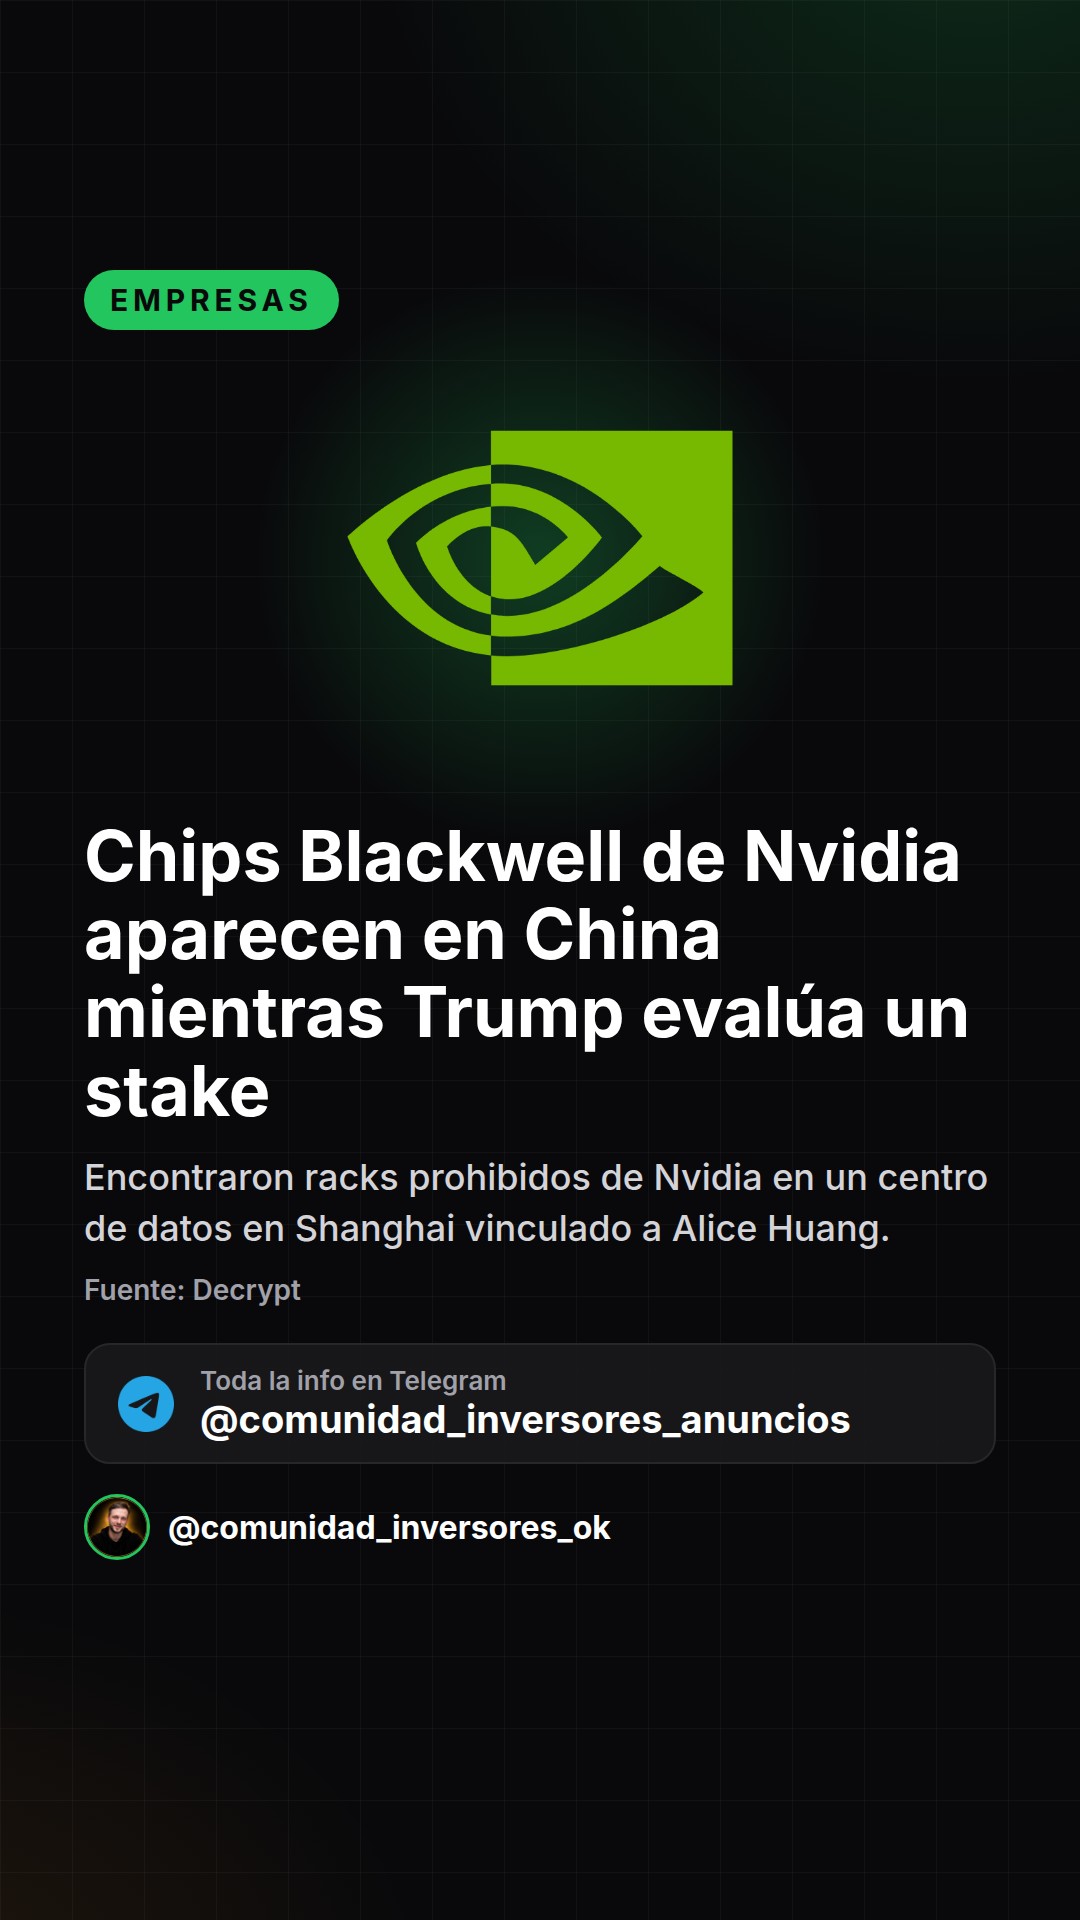 EMPRESAS
Chips Blackwell de Nvidia
aparecen en China
mientras Trump evalúa un
stake
Encontraron racks prohibidos de Nvidia en un centro
de datos en Shanghai vinculado a Alice Huang.
Fuente: Decrypt
Toda la info en Telegram
@comunidad_inversores_anuncios
@comunidad_inversores_ok